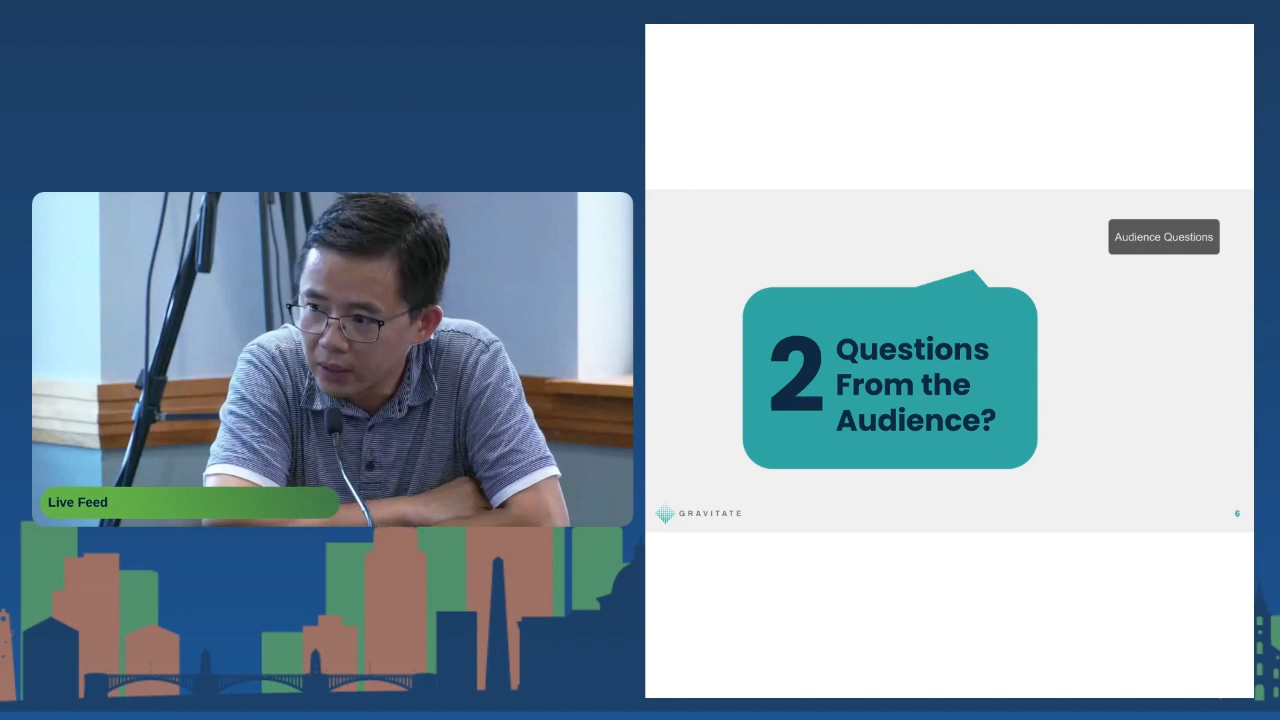 Live Feed
Audience Questions
2 Questions
From the
Audience?
GRAVITATE
6